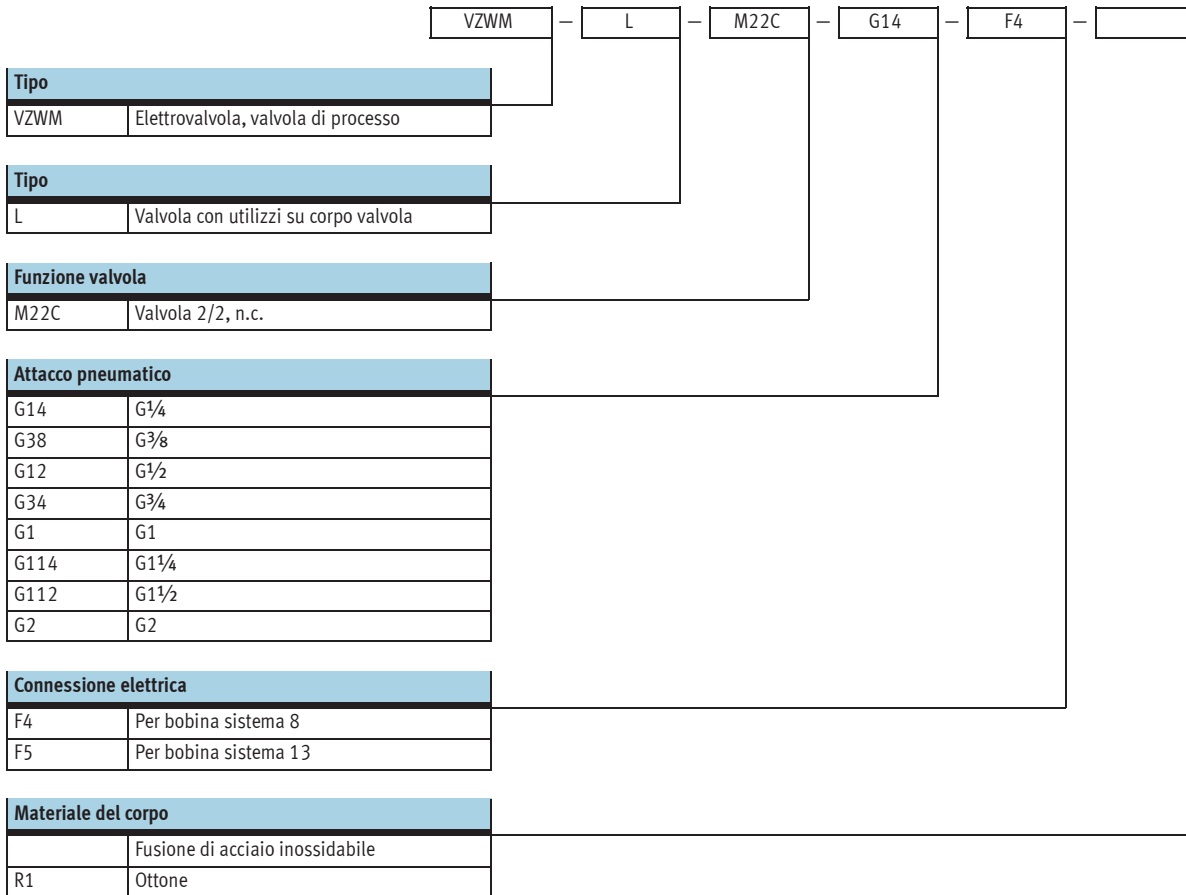 VZWM – L – M22C – G14 – F4 –
Tipo
VZWM Elettrovalvola, valvola di processo
Tipo
L Valvola con utilizzi su corpo valvola
Funzione valvola
M22C Valvola 2/2, n.c.
Attacco pneumatico
G14 G¼
G38 G⅜
G12 G½
G34 G¾
G1 G1
G114 G1¼
G112 G1½
G2 G2
Connessione elettrica
F4 Per bobina sistema 8
F5 Per bobina sistema 13
Materiale del corpo
Fusione di acciaio inossidabile
R1 Ottone